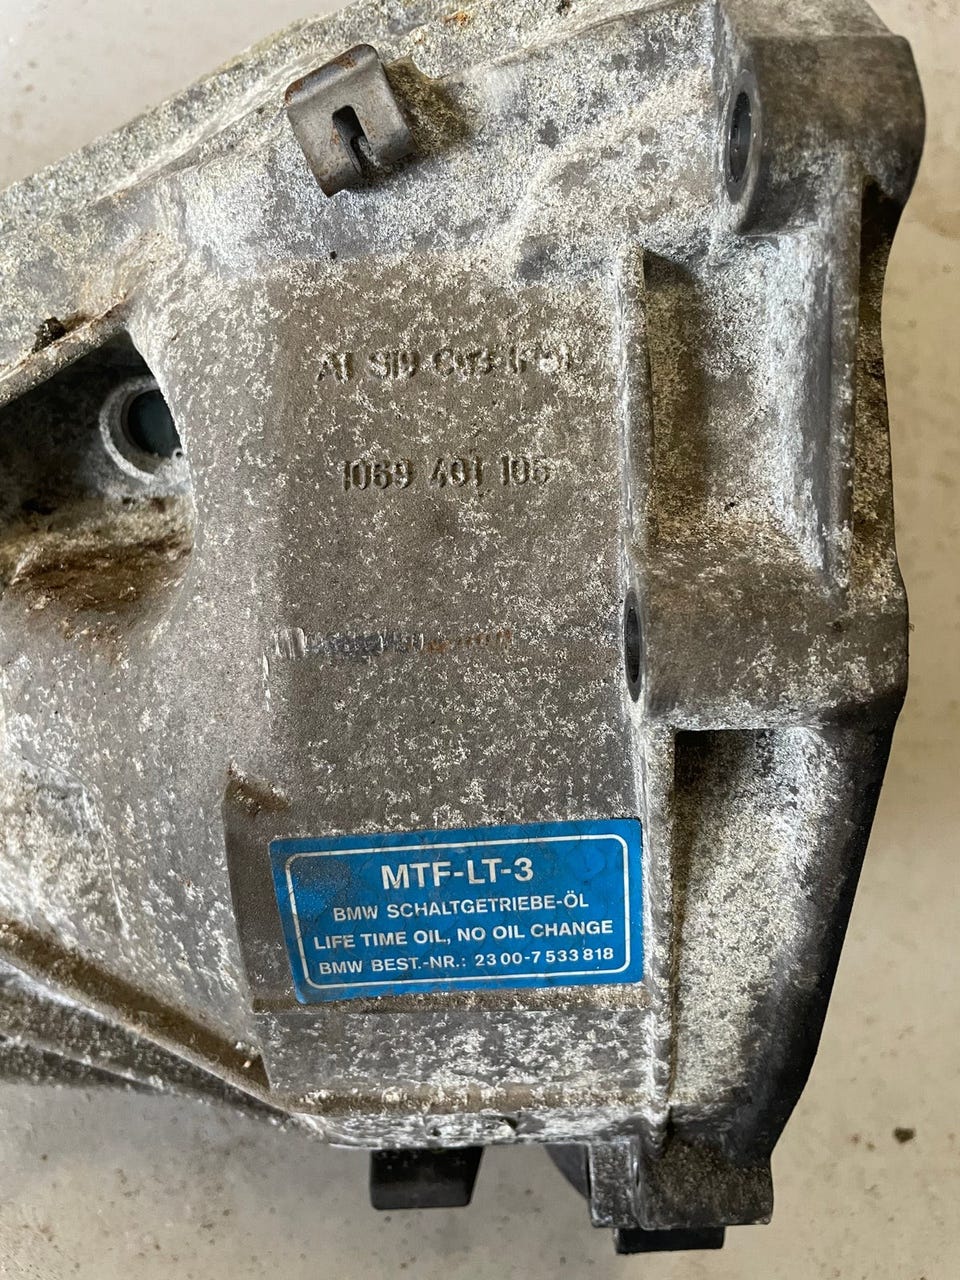 1069 401 106
MTF-LT-3
BMW SCHALTGETRIEBE-ÖL
LIFE TIME OIL, NO OIL CHANGE
BMW BEST.-NR.: 23 00-7 533 818